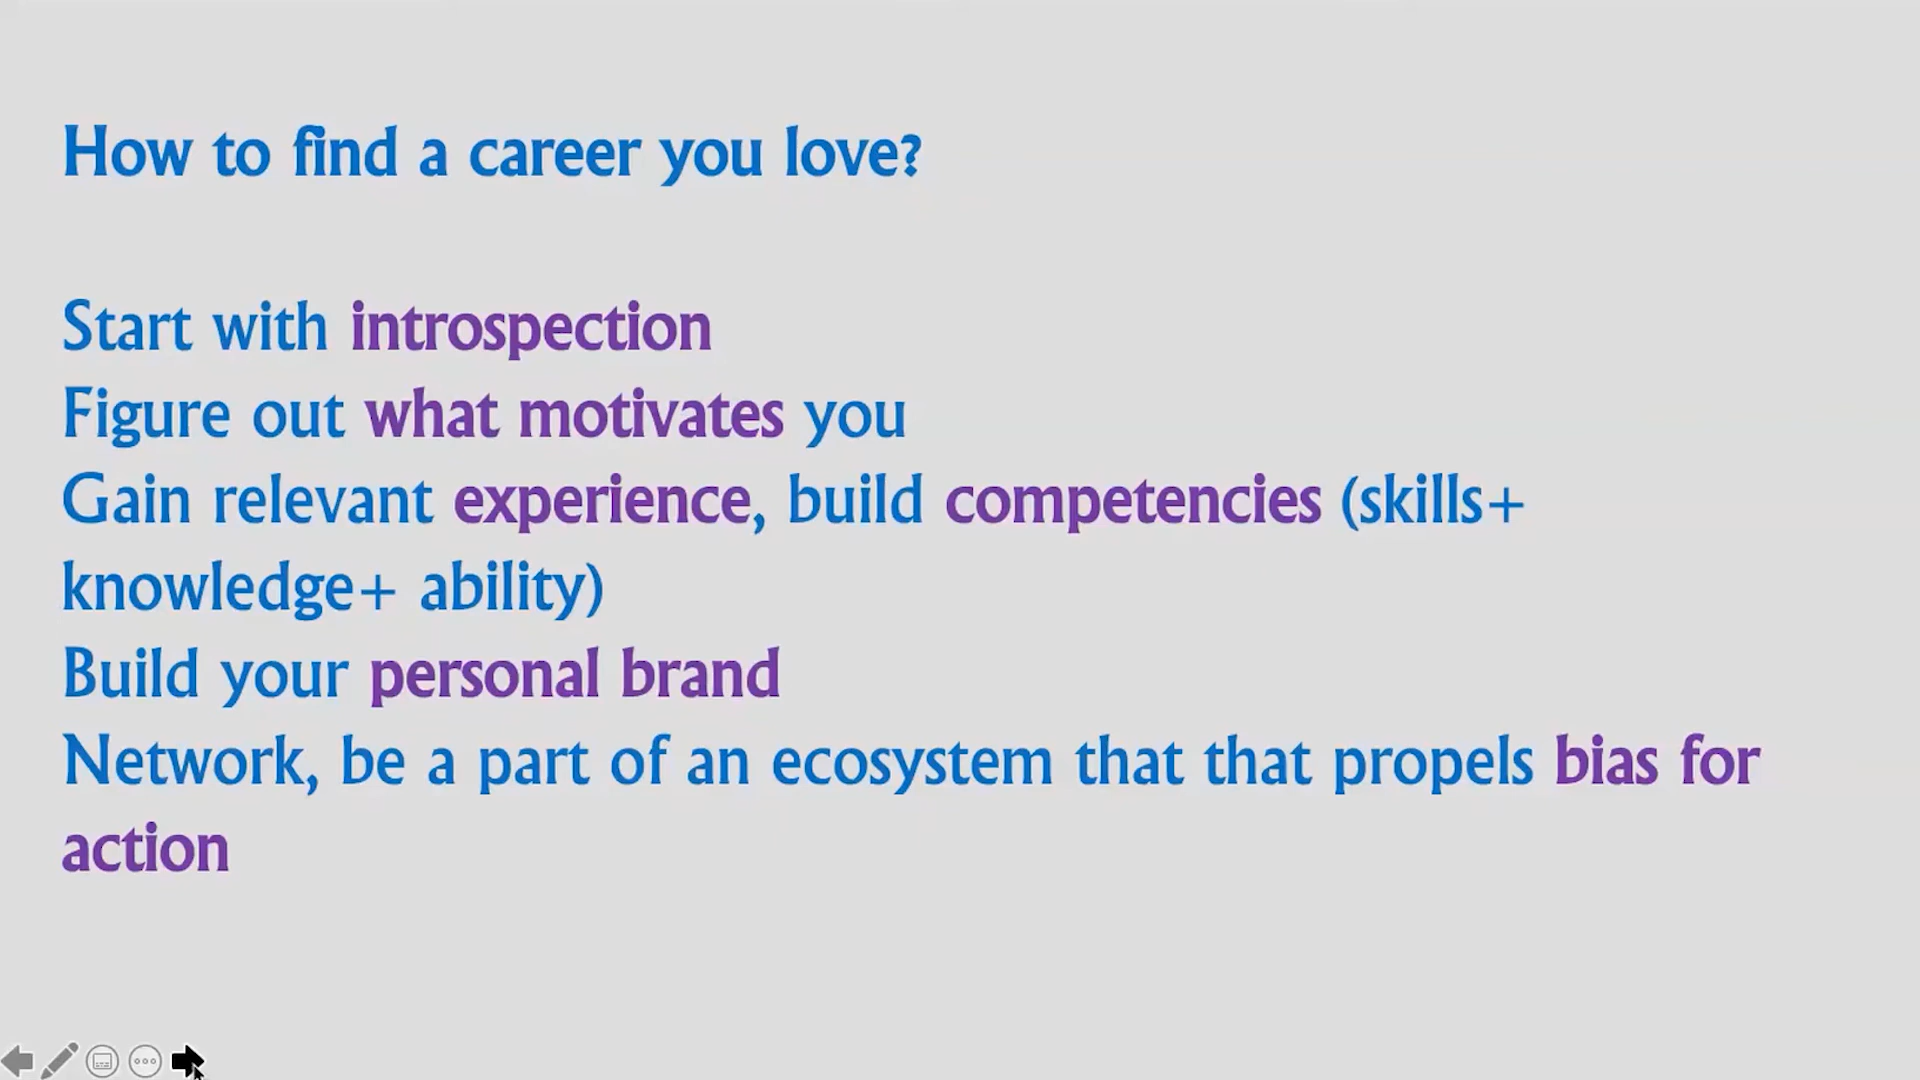 How to find a career you love?
Start with introspection
Figure out what motivates you
Gain relevant experience, build competencies (skills+
knowledge+ ability)
Build your personal brand
Network, be a part of an ecosystem that that propels bias for
action